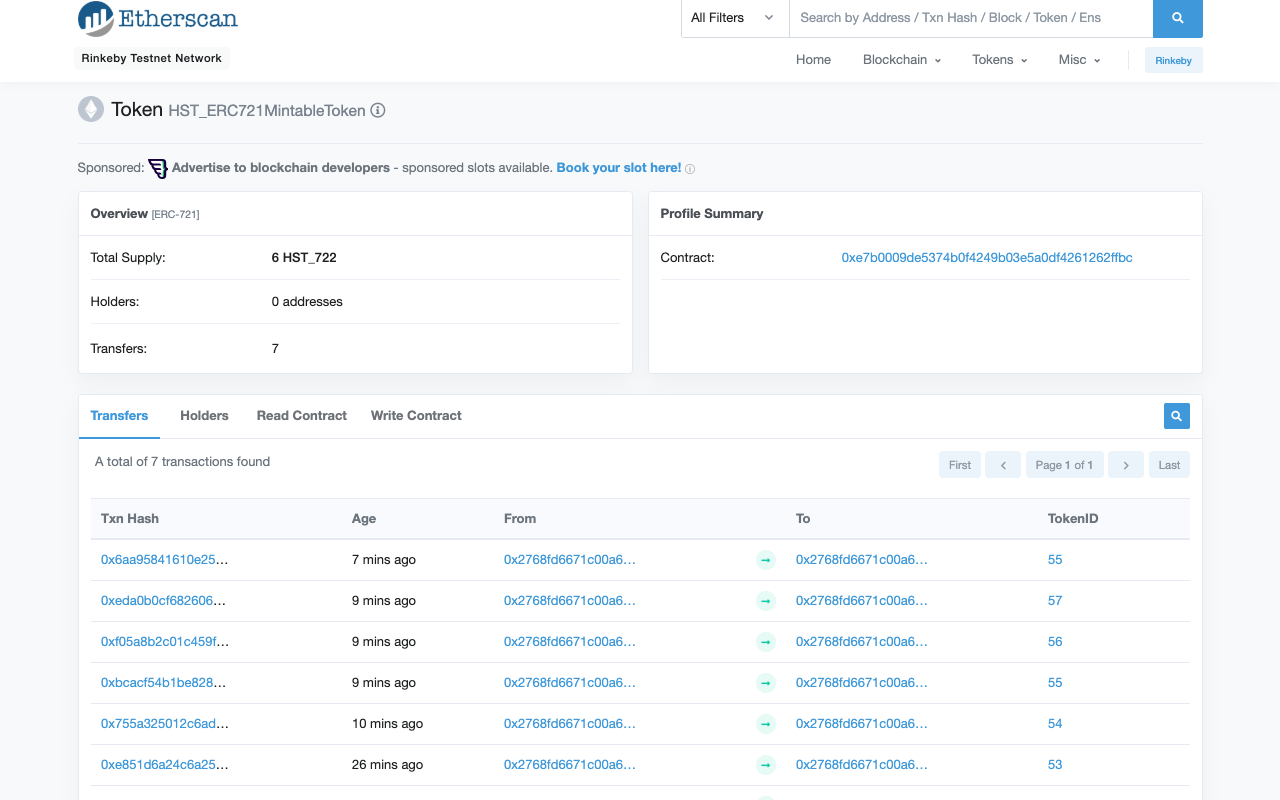 Etherscan
All Filters
Search by Address / Txn Hash / Block / Token / Ens
Rinkeby Testnet Network
Home Blockchain Tokens Misc Rinkeby
Token HST_ERC721MintableToken
Sponsored: Advertise to blockchain developers - sponsored slots available. Book your slot here!
Overview [ERC-721]
Total Supply: 6 HST_722
Holders: 0 addresses
Transfers: 7
Profile Summary
Contract: 0xe7b0009de5374b0f4249b03e5a0df4261262ffbc
Transfers Holders Read Contract Write Contract
A total of 7 transactions found
First Page 1 of 1 Last
Txn Hash Age From To TokenID
0x6aa95841610e25… 7 mins ago 0x2768fd6671c00a6… 0x2768fd6671c00a6… 55
0xeda0b0cf682606… 9 mins ago 0x2768fd6671c00a6… 0x2768fd6671c00a6… 57
0xf05a8b2c01c459f… 9 mins ago 0x2768fd6671c00a6… 0x2768fd6671c00a6… 56
0xbcacf54b1be828… 9 mins ago 0x2768fd6671c00a6… 0x2768fd6671c00a6… 55
0x755a325012c6ad… 10 mins ago 0x2768fd6671c00a6… 0x2768fd6671c00a6… 54
0xe851d6a24c6a25… 26 mins ago 0x2768fd6671c00a6… 0x2768fd6671c00a6… 53